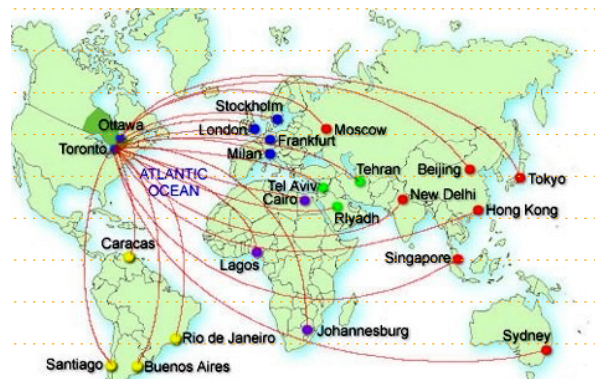 Stockholm
Ottawa
London
Moscow
Toronto
Frankfurt
Milan
ATLANTIC
OCEAN
Tehran
Beijing
Tokyo
Tel Aviv
Cairo
New Delhi
Riyadh
Hong Kong
Caracas
Lagos
Singapore
Rio de Janeiro
Johannesburg
Sydney
Santiago
Buenos Aires